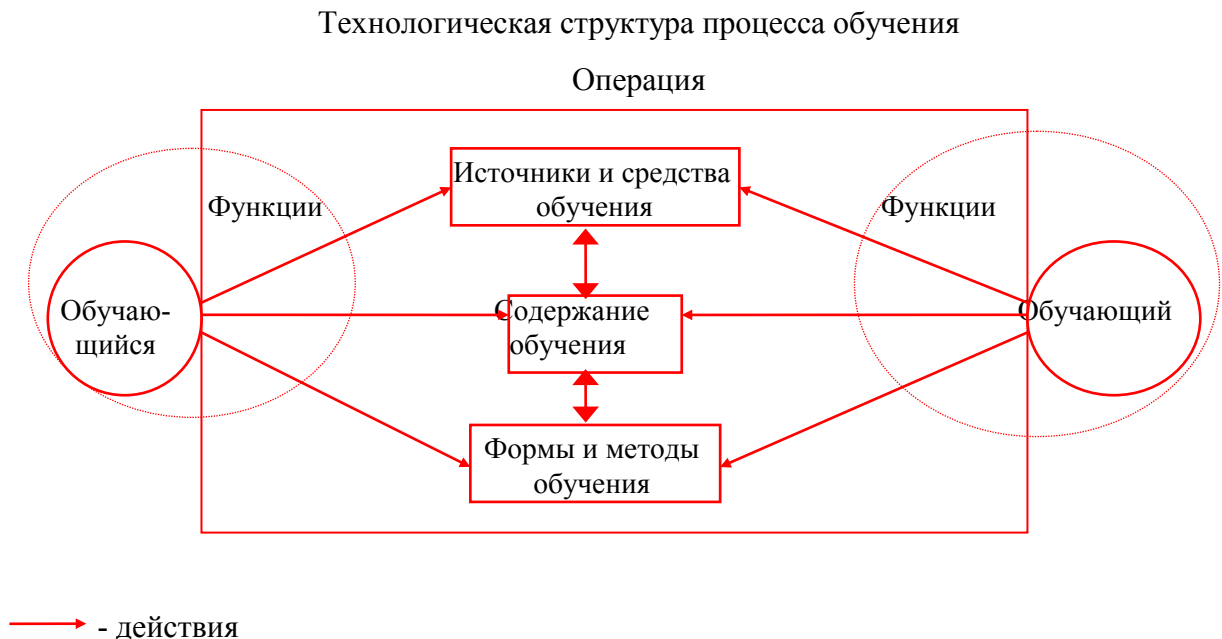 Технологическая структура процесса обучения
Операция
Источники и средства
обучения
Функции
Функции
Обучаю-
щийся
Содержание
обучения
Обучающий
Формы и методы
обучения
- действия